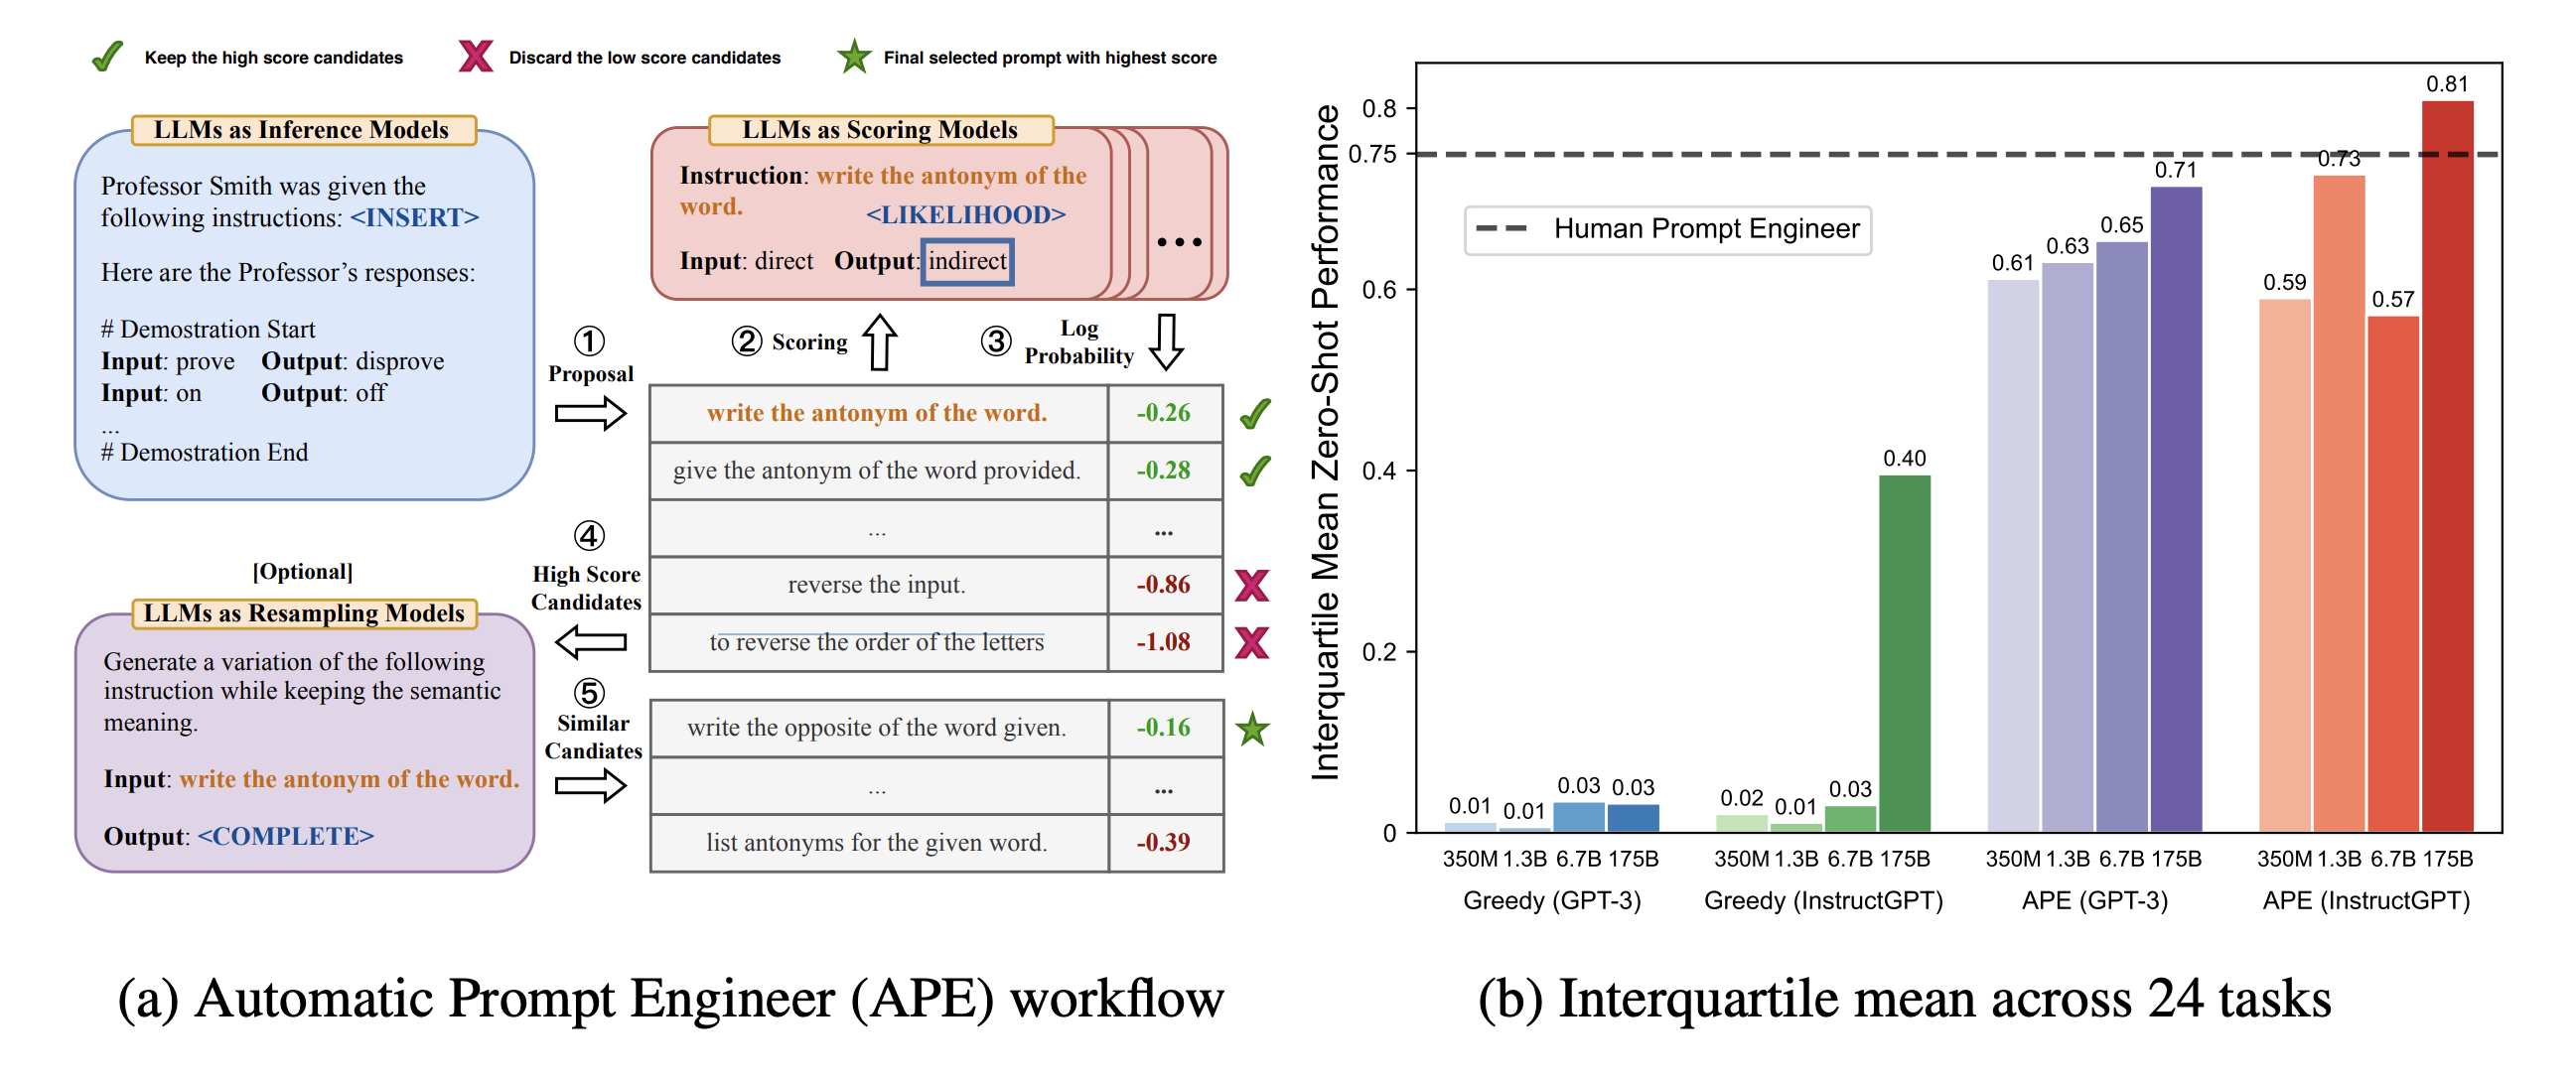 Keep the high score candidates
Discard the low score candidates
Final selected prompt with highest score
LLMs as Inference Models
Professor Smith was given the
following instructions: <INSERT>
Here are the Professor's responses:
# Demostration Start
Input: prove Output: disprove
Input: on Output: off
...
# Demostration End
① Proposal
LLMs as Scoring Models
Instruction: write the antonym of the
word.
<LIKELIHOOD>
Input: direct Output: indirect
...
② Scoring
③ Log
Probability
write the antonym of the word. -0.26
give the antonym of the word provided. -0.28
... ...
reverse the input. -0.86
to reverse the order of the letters -1.08
④
High Score
Candidates
[Optional]
LLMs as Resampling Models
Generate a variation of the following
instruction while keeping the semantic
meaning.
Input: write the antonym of the word.
Output: <COMPLETE>
⑤
Similar
Candiates
write the opposite of the word given. -0.16
... ...
list antonyms for the given word. -0.39
(a) Automatic Prompt Engineer (APE) workflow
Interquartile Mean Zero-Shot Performance
0.8
0.75
0.6
0.4
0.2
0
Human Prompt Engineer
0.01 0.01 0.03 0.03
0.02 0.01 0.03 0.40
0.61 0.63 0.65 0.71
0.59 0.73 0.57 0.81
350M 1.3B 6.7B 175B 350M 1.3B 6.7B 175B 350M 1.3B 6.7B 175B 350M 1.3B 6.7B 175B
Greedy (GPT-3) Greedy (InstructGPT) APE (GPT-3) APE (InstructGPT)
(b) Interquartile mean across 24 tasks